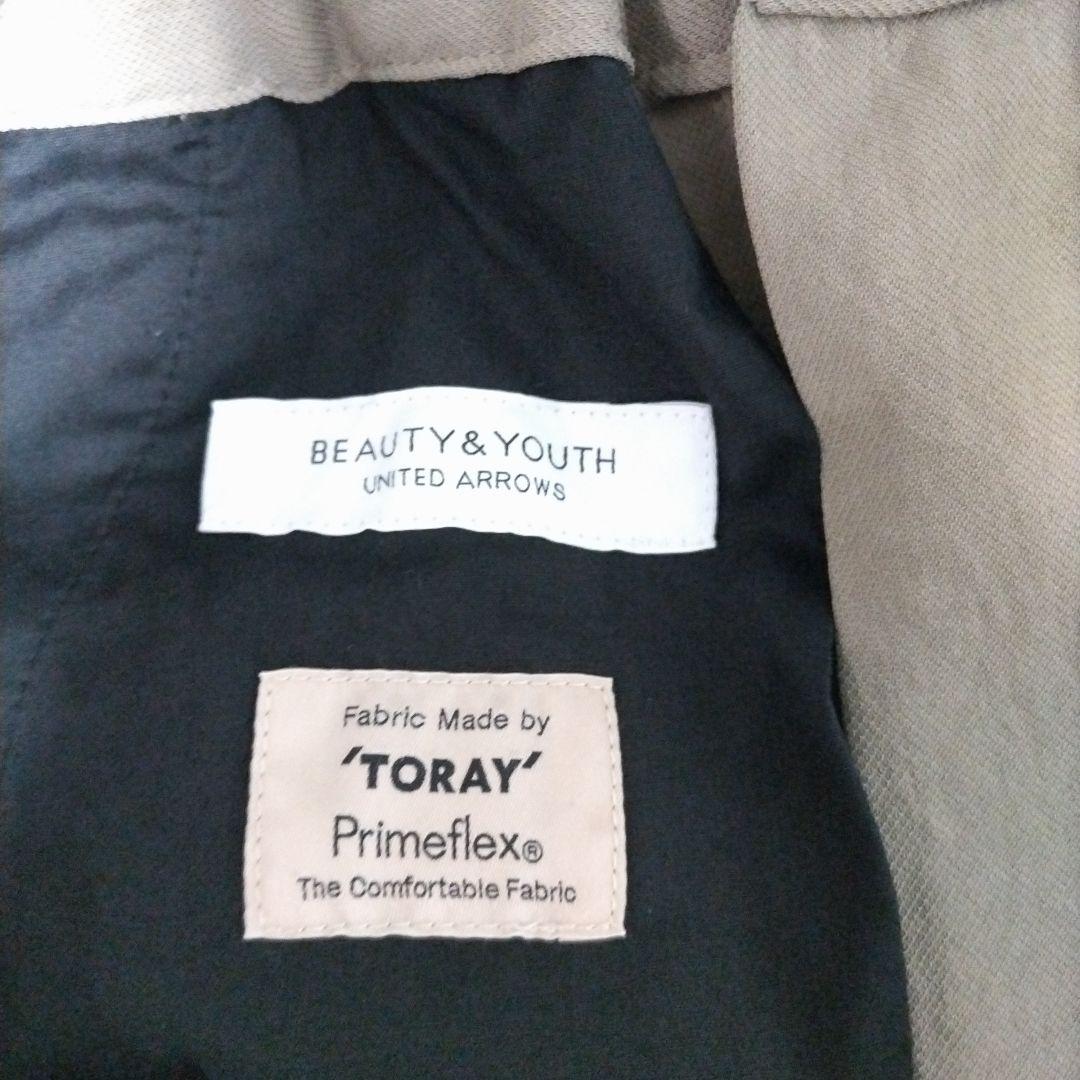 BEAUTY&YOUTH
UNITED ARROWS
Fabric Made by
'TORAY'
Primeflex®
The Comfortable Fabric